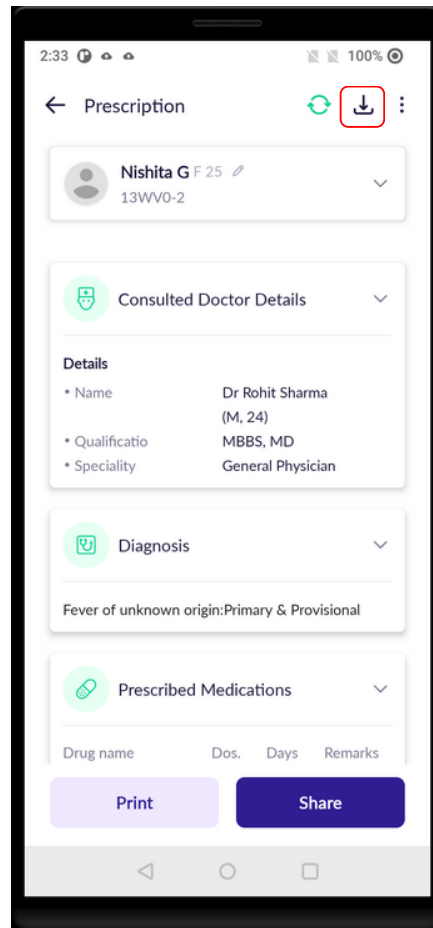 2:33 100%
Prescription
Nishita G F 25
13WV0-2
Consulted Doctor Details
Details
• Name Dr Rohit Sharma
(M, 24)
• Qualificatio MBBS, MD
• Speciality General Physician
Diagnosis
Fever of unknown origin:Primary & Provisional
Prescribed Medications
Drug name Dos. Days Remarks
Print Share